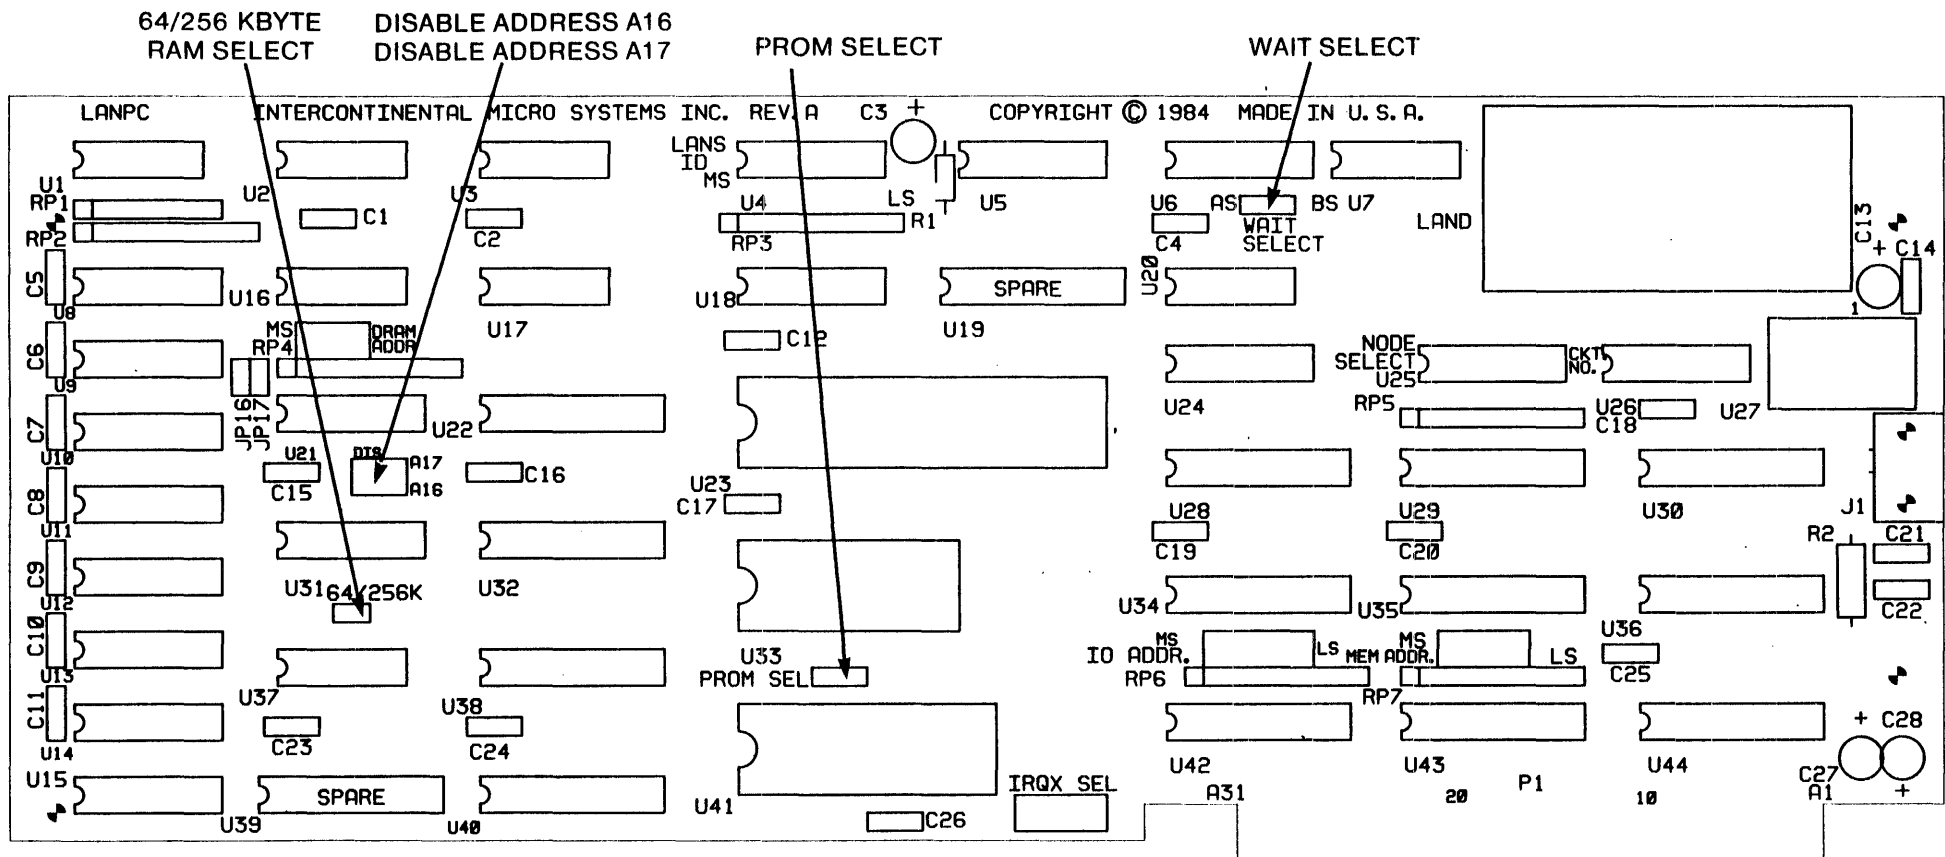 64/256 KBYTE
RAM SELECT
DISABLE ADDRESS A16
DISABLE ADDRESS A17
PROM SELECT
WAIT SELECT
LANPC
INTERCONTINENTAL MICRO SYSTEMS INC. REV. A
C3 +
COPYRIGHT © 1984 MADE IN U.S.A.
LANS
ID
MS
U1
U2
U3
U4
LS
U5
U6
AS
BS
U7
RP1
RP2
C1
C2
RP3
R1
C4
WAIT
SELECT
LAND
C13
+
C14
C5
U8
U16
U17
U18
SPARE
U19
U20
1
C6
U9
MS
RP4
DRAM
ADDR
C12
NODE
SELECT
U25
CKT
NO.
JP16
JP17
C7
U10
U22
U24
RP5
U26
C18
U27
U21
DIS
A17
A16
C15
C16
U23
C17
C8
U11
U28
C19
U29
C20
U30
J1
R2
C21
C9
U12
U31
64/256K
U32
U34
U35
C22
C10
U13
U33
PROM SEL
MS
IO ADDR.
LS
RP6
MS
MEM ADDR.
LS
RP7
U36
C25
C11
U14
U37
U38
C23
C24
+ C28
U15
SPARE
U39
U40
U41
C26
IRQX SEL
U42
A31
U43
20
P1
U44
10
C27
A1
+